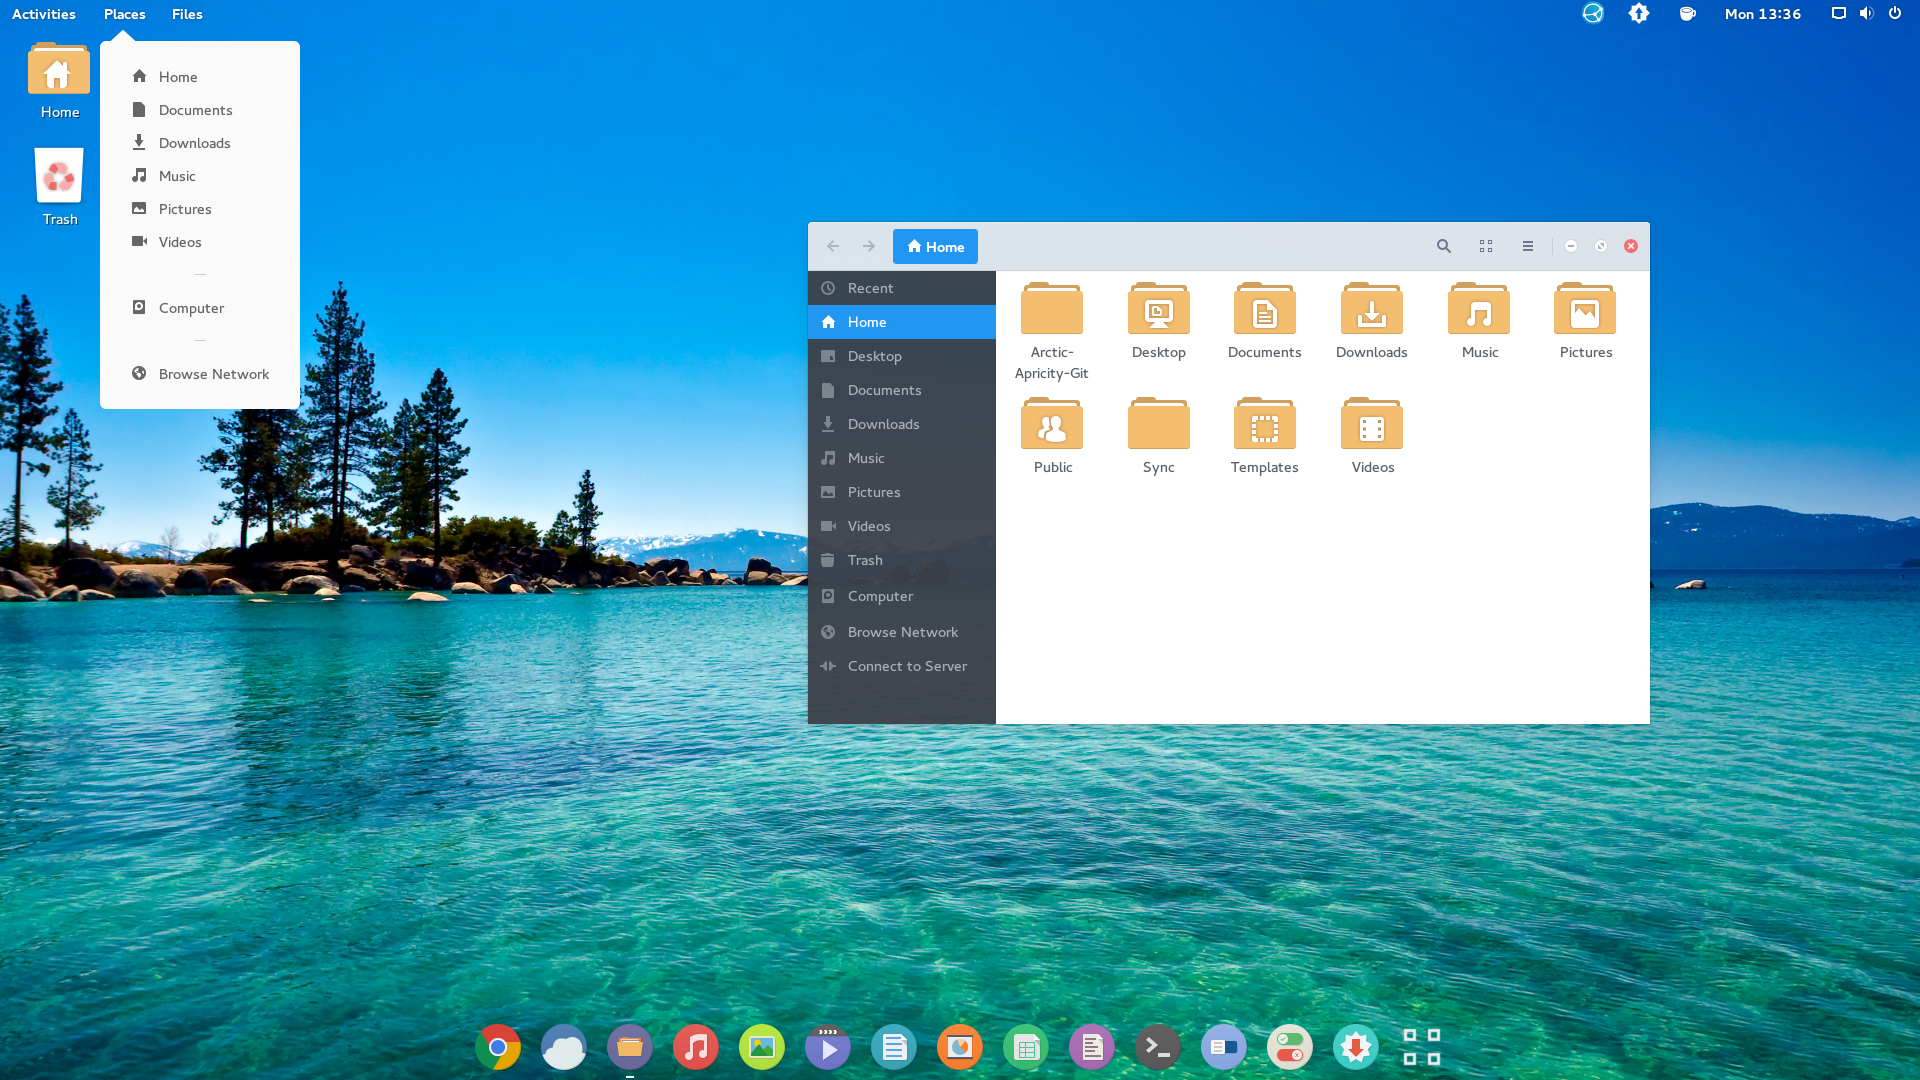 Activities
Places
Files
Mon 13:36
Home
Trash
Home
Documents
Downloads
Music
Pictures
Videos
Computer
Browse Network
Home
Recent
Home
Desktop
Documents
Downloads
Music
Pictures
Videos
Trash
Computer
Browse Network
Connect to Server
Arctic-
Apricity-Git
Desktop
Documents
Downloads
Music
Pictures
Public
Sync
Templates
Videos